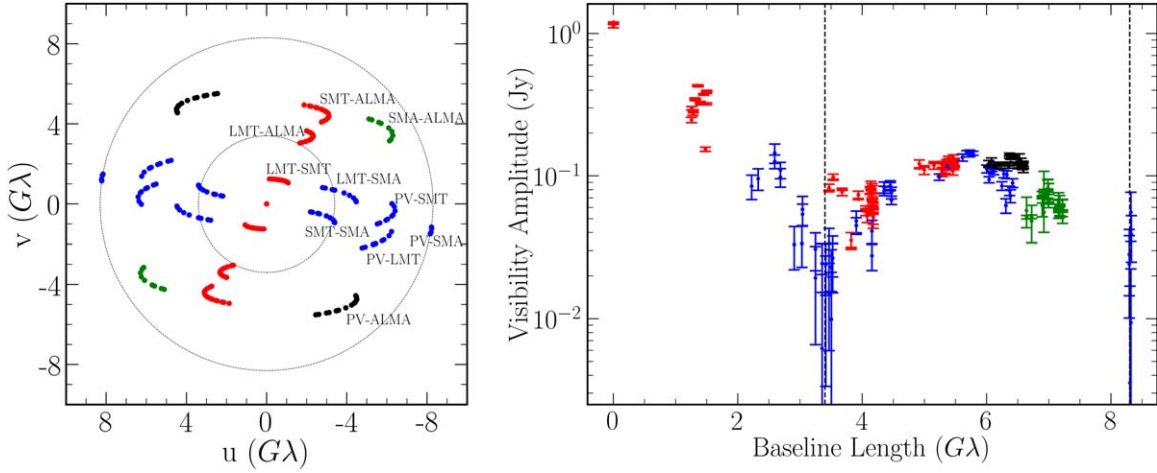 8
4
0
-4
-8
v (Gλ)
8
4
0
-4
-8
u (Gλ)
SMT-ALMA
SMA-ALMA
LMT-ALMA
LMT-SMT
LMT-SMA
PV-SMT
SMT-SMA
PV-SMA
PV-LMT
PV-ALMA
Visibility Amplitude (Jy)
10⁰
10⁻¹
10⁻²
0
2
4
6
8
Baseline Length (Gλ)